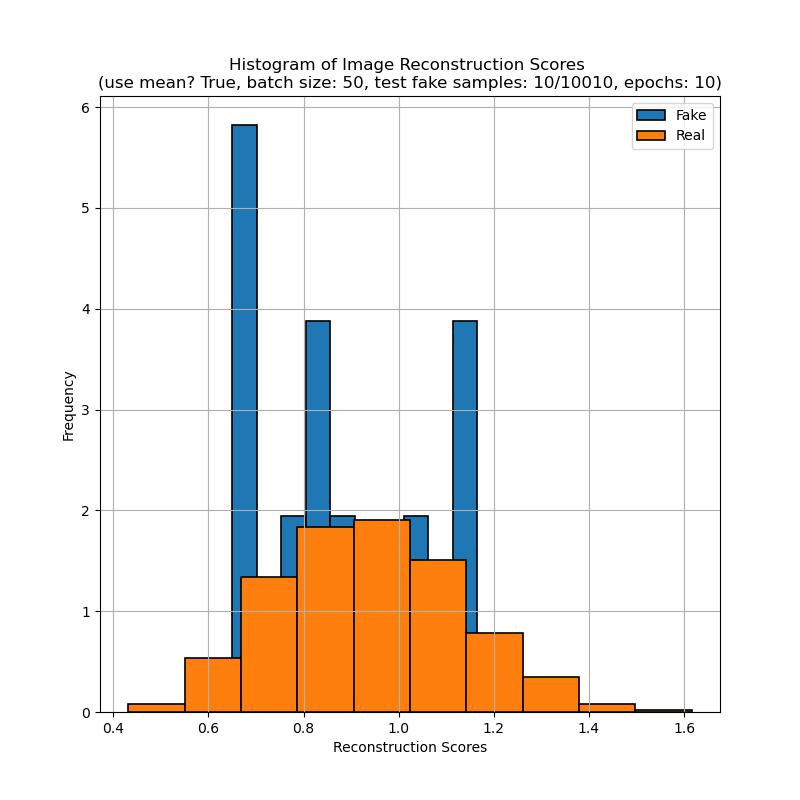 Histogram of Image Reconstruction Scores
(use mean? True, batch size: 50, test fake samples: 10/10010, epochs: 10)
Fake
Real
6
5
4
3
2
1
0
Frequency
0.4 0.6 0.8 1.0 1.2 1.4 1.6
Reconstruction Scores